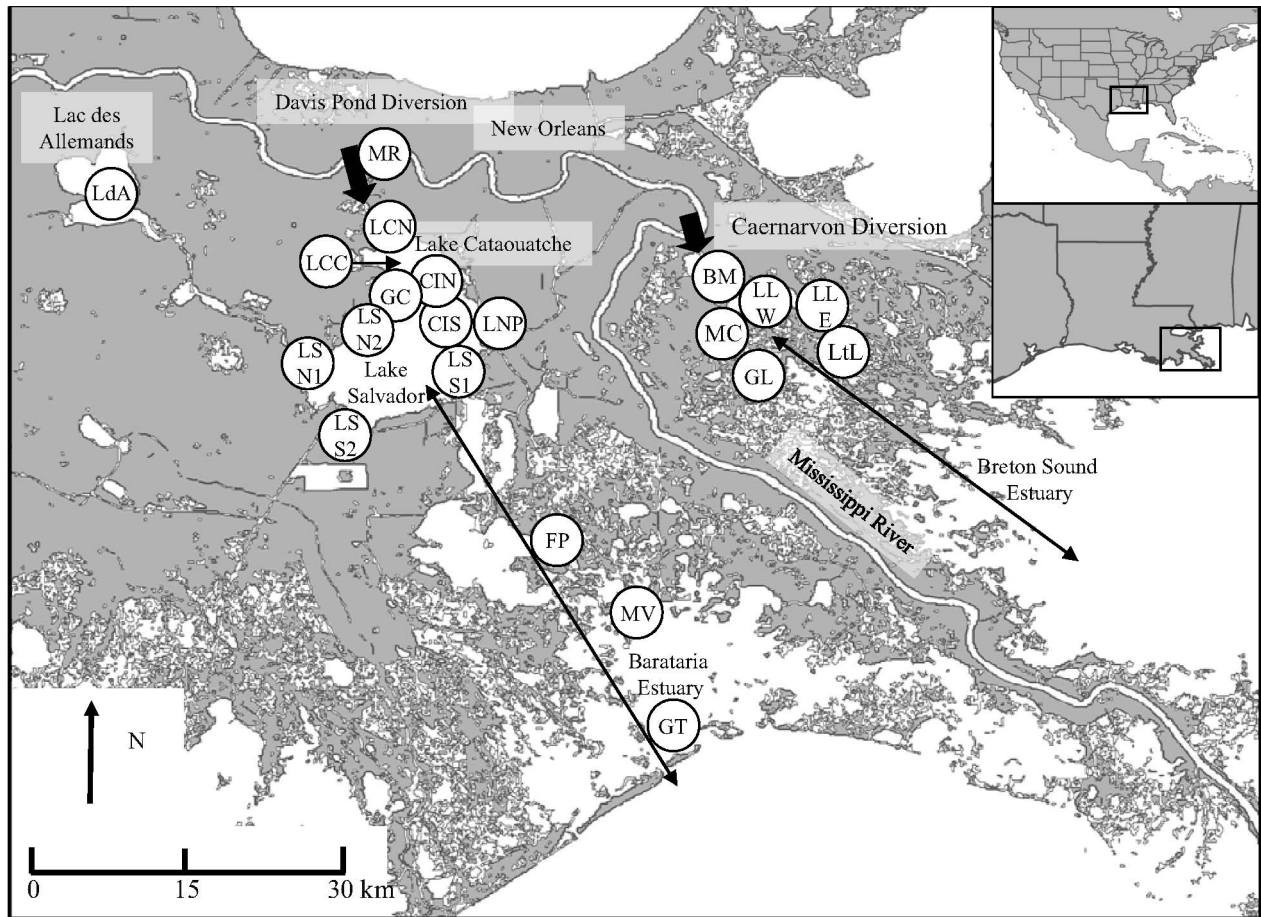 Davis Pond Diversion
Lac des
Allemands
New Orleans
MR
LdA
LCN
Caernarvon Diversion
Lake Cataouatche
LCC
CIN
BM
GC
LL
W
LL
E
LS
N2
CIS
LNP
MC
LtL
LS
N1
Lake
Salvador
LS
S1
GL
LS
S2
Breton Sound
Estuary
Mississippi River
FP
MV
Barataria
Estuary
GT
N
0
15
30 km